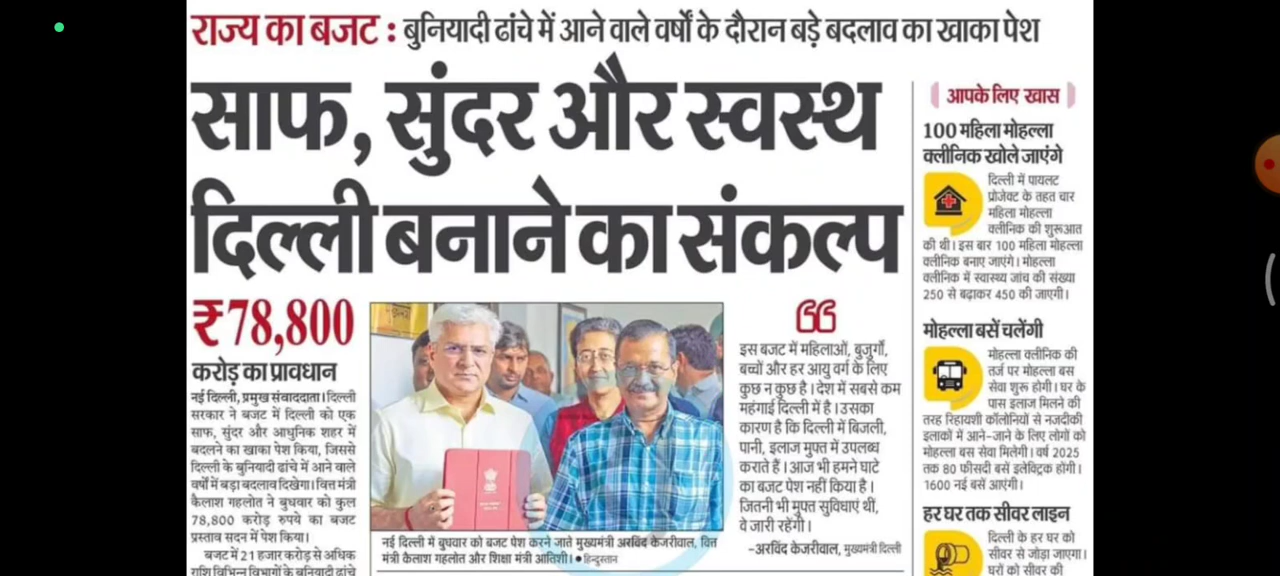 राज्य का बजट : बुनियादी ढांचे में आने वाले वर्षों के दौरान बड़े बदलाव का खाका पेश
साफ, सुंदर और स्वस्थ
दिल्ली बनाने का संकल्प
₹78,800
करोड़ का प्रावधान
नई दिल्ली, प्रमुख संवाददाता। दिल्ली
सरकार ने बजट में दिल्ली को एक
साफ, सुंदर और आधुनिक शहर में
बदलने का खाका पेश किया, जिससे
दिल्ली के बुनियादी ढांचे में आने वाले
वर्षों में बड़ा बदलाव दिखेगा। वित्त मंत्री
कैलाश गहलोत ने बुधवार को कुल
78,800 करोड़ रुपये का बजट
प्रस्ताव सदन में पेश किया।
बजट में 21 हजार करोड़ से अधिक
राशि विभिन्न विभागों के बुनियादी ढांचे
नई दिल्ली में बुधवार को बजट पेश करने जाते मुख्यमंत्री अरविंद केजरीवाल, वित्त
मंत्री कैलाश गहलोत और शिक्षा मंत्री आतिशी। ● हिन्दुस्तान
इस बजट में महिलाओं, बुजुर्गों,
बच्चों और हर आयु वर्ग के लिए
कुछ न कुछ है। देश में सबसे कम
महंगाई दिल्ली में है। उसका
कारण है कि दिल्ली में बिजली,
पानी, इलाज मुफ्त में उपलब्ध
कराते हैं। आज भी हमने घाटे
का बजट पेश नहीं किया है।
जितनी भी मुफ्त सुविधाएं थीं,
वे जारी रहेंगी।
-अरविंद केजरीवाल, मुख्यमंत्री दिल्ली
आपके लिए खास
100 महिला मोहल्ला
क्लीनिक खोले जाएंगे
दिल्ली में पायलट
प्रोजेक्ट के तहत चार
महिला मोहल्ला
क्लीनिक की शुरूआत
की थी। इस बार 100 महिला मोहल्ला
क्लीनिक बनाए जाएंगे। मोहल्ला
क्लीनिक में स्वास्थ्य जांच की संख्या
250 से बढ़ाकर 450 की जाएगी।
मोहल्ला बसें चलेंगी
मोहल्ला क्लीनिक की
तर्ज पर मोहल्ला बस
सेवा शुरू होगी। घर के
पास इलाज मिलने की
तरह रिहायशी कॉलोनियों से नजदीकी
इलाकों में आने-जाने के लिए लोगों को
मोहल्ला बस सेवा मिलेगी। वर्ष 2025
तक 80 फीसदी बसें इलेक्ट्रिक होंगी।
1600 नई बसें आएंगी।
हर घर तक सीवर लाइन
दिल्ली के हर घर को
सीवर से जोड़ा जाएगा।
घरों को सीवर की